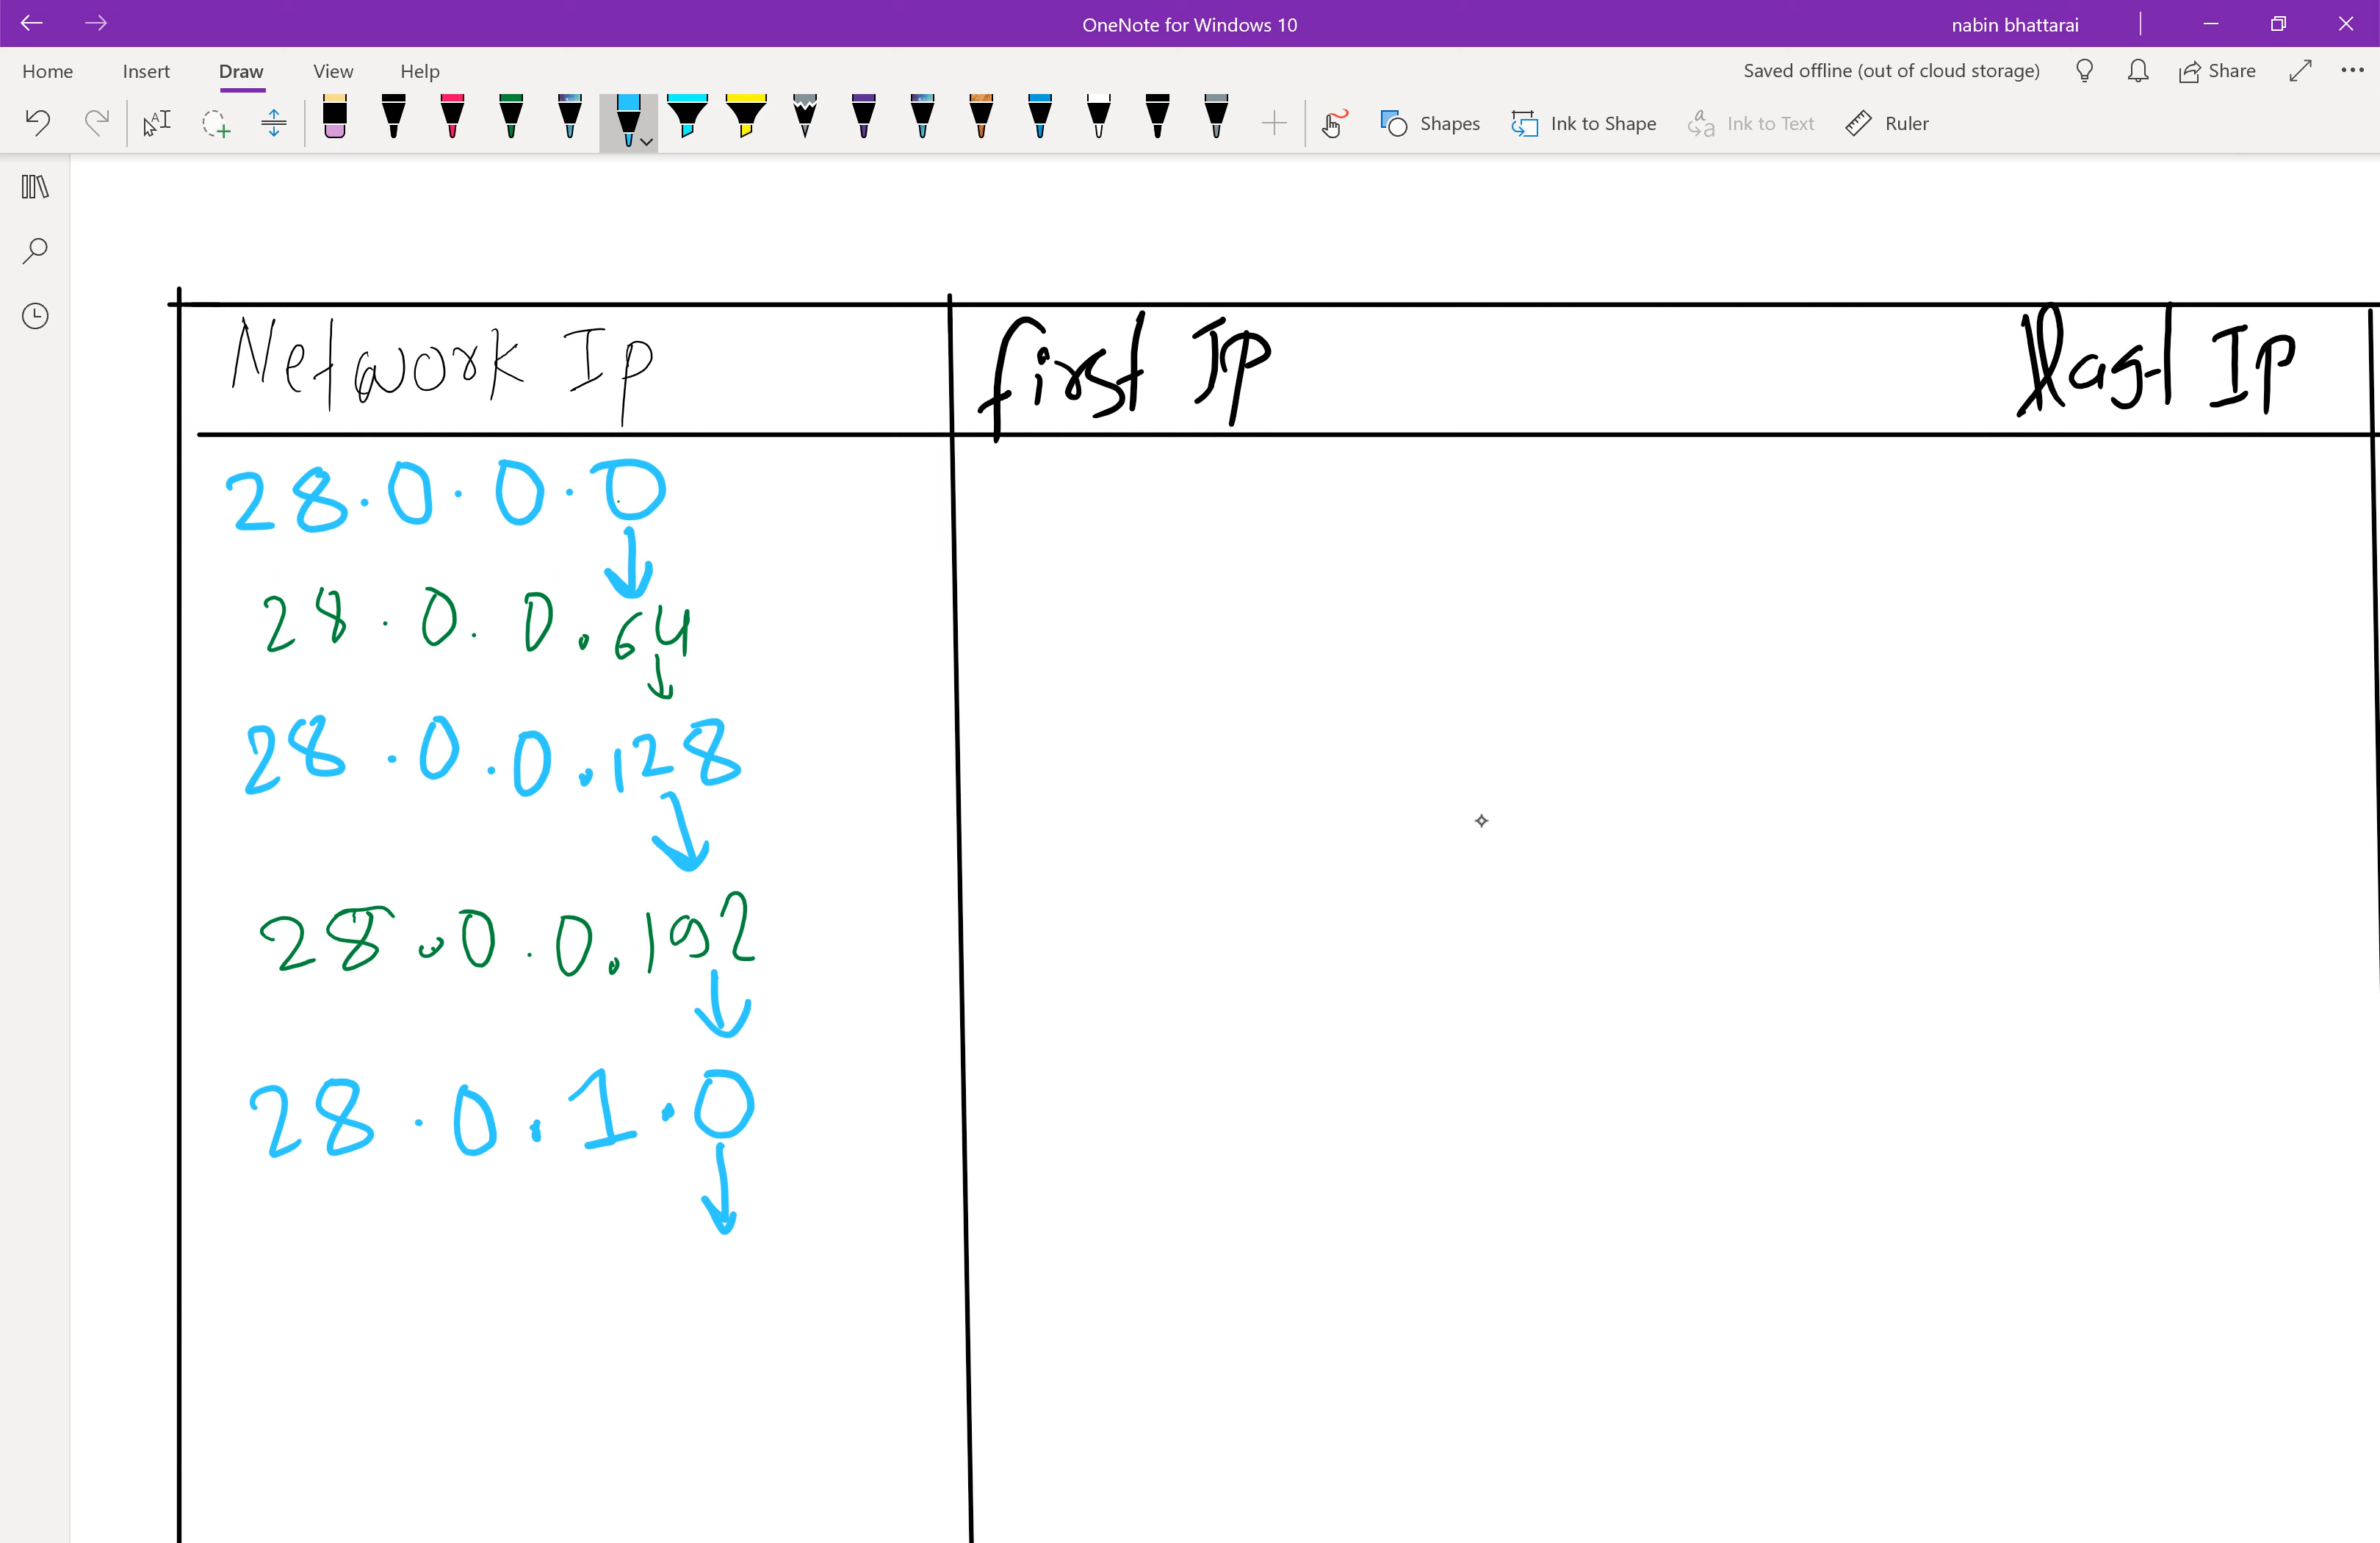 OneNote for Windows 10 nabin bhattarai
Home Insert Draw View Help Saved offline (out of cloud storage) Share
Shapes Ink to Shape Ink to Text Ruler
Network Ip first IP last IP
28.0.0.0
28.0.0.64
28.0.0.128
28.0.0.192
28.0.1.0